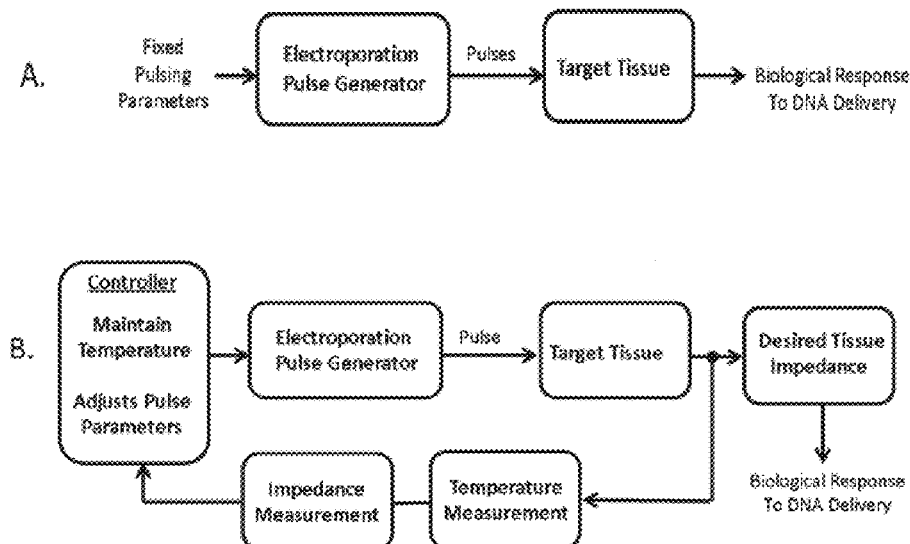 A.
Fixed
Pulsing
Parameters
Electroporation
Pulse Generator
Pulses
Target Tissue
Biological Response
To DNA Delivery
B.
Controller
Maintain
Temperature
Adjusts Pulse
Parameters
Electroporation
Pulse Generator
Pulse
Target Tissue
Desired Tissue
Impedance
Impedance
Measurement
Temperature
Measurement
Biological Response
To DNA Delivery